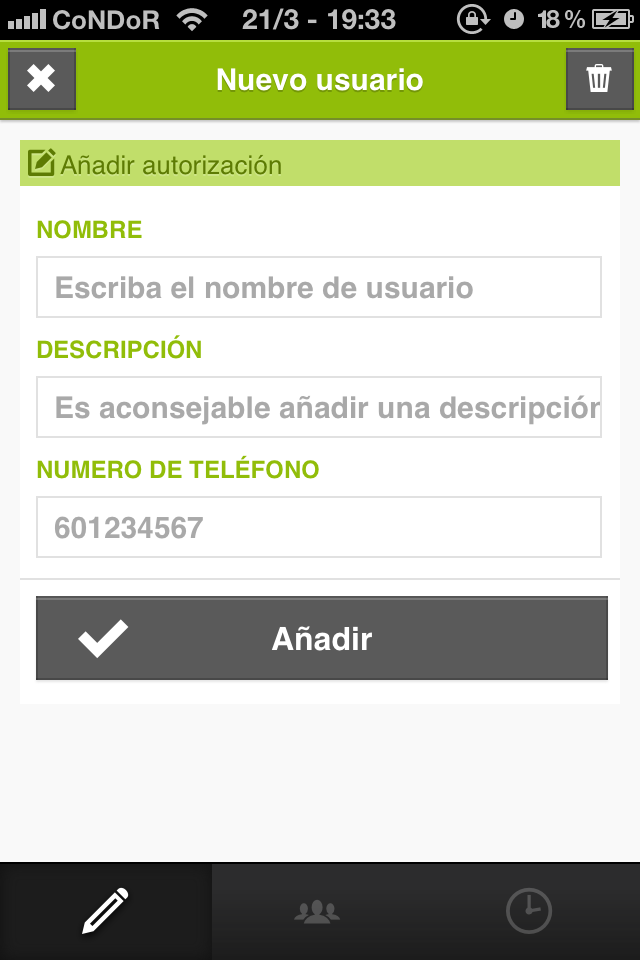 CoNDoR 21/3 - 19:33 18 %
Nuevo usuario
Añadir autorización
NOMBRE
Escriba el nombre de usuario
DESCRIPCIÓN
Es aconsejable añadir una descripción
NUMERO DE TELÉFONO
601234567
Añadir